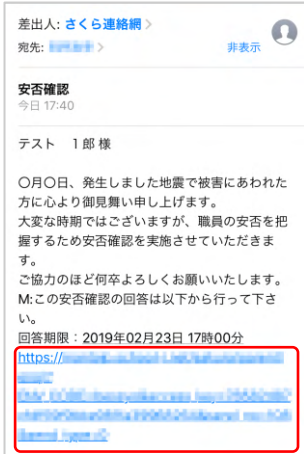 差出人: さくら連絡網 >
宛先: >
非表示
安否確認
今日 17:40
テスト 1郎 様
〇月〇日、発生しました地震で被害にあわれた
方に心より御見舞い申し上げます。
大変な時期ではございますが、職員の安否を把
握するため安否確認を実施させていただきま
す。
ご協力のほど何卒よろしくお願いいたします。
M:この安否確認の回答は以下から行って下さ
い。
回答期限：2019年02月23日 17時00分
https://